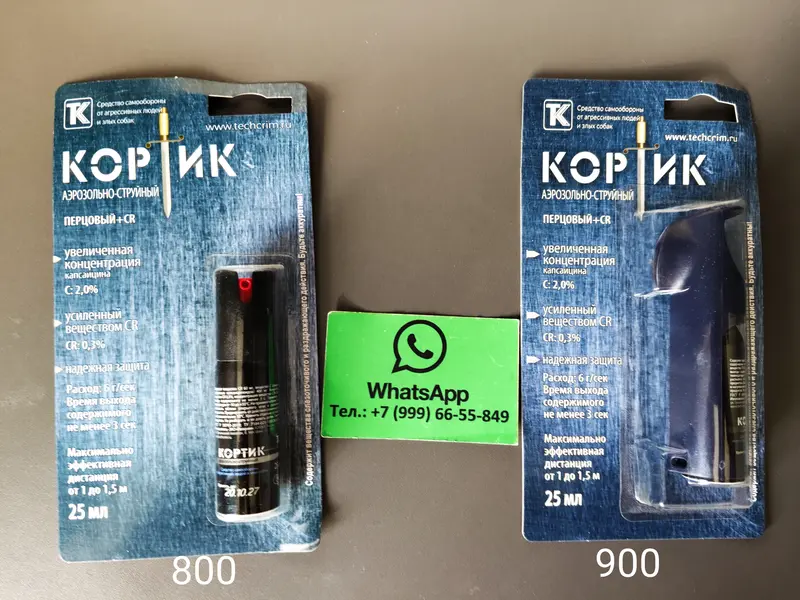 ТК
Средство самообороны
от агрессивных людей
и злых собак
www.techcrim.ru
КОРТИК
АЭРОЗОЛЬНО-СТРУЙНЫЙ
ПЕРЦОВЫЙ+CR
увеличенная
концентрация
капсаицина
C: 2,0%
усиленный
веществом CR
CR: 0,3%
надежная защита
Расход: 6 г/сек
Время выхода
содержимого
не менее 3 сек
Максимально
эффективная
дистанция
от 1 до 1,5 м
25 мл
Содержит вещества слезоточивого и раздражающего действия. Будьте аккуратны!
КОРТИК
20.10.27
800
WhatsApp
Тел.: +7 (999) 66-55-849
ТК
Средство самообороны
от агрессивных людей
и злых собак
www.techcrim.ru
КОРТИК
АЭРОЗОЛЬНО-СТРУЙНЫЙ
ПЕРЦОВЫЙ+CR
увеличенная
концентрация
капсаицина
C: 2,0%
усиленный
веществом CR
CR: 0,3%
надежная защита
Расход: 6 г/сек
Время выхода
содержимого
не менее 3 сек
Максимально
эффективная
дистанция
от 1 до 1,5 м
25 мл
Содержит вещества слезоточивого и раздражающего действия. Будьте аккуратны!
900